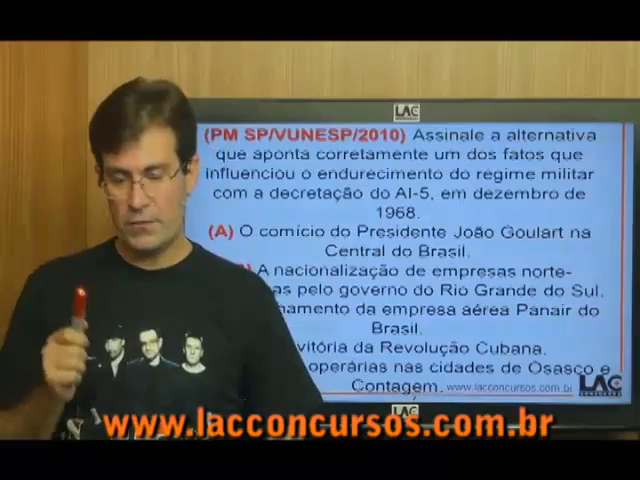 LAC
(PM SP/VUNESP/2010) Assinale a alternativa
que aponta corretamente um dos fatos que
influenciou o endurecimento do regime militar
com a decretação do AI-5, em dezembro de
1968.
(A) O comício do Presidente João Goulart na
Central do Brasil.
A nacionalização de empresas norte-
as pelo governo do Rio Grande do Sul.
hamento da empresa aérea Panair do
Brasil.
vitória da Revolução Cubana.
operárias nas cidades de Osasco e
Contagem.
www.lacconcursos.com.br
LAC
LAC
www.lacconcursos.com.br